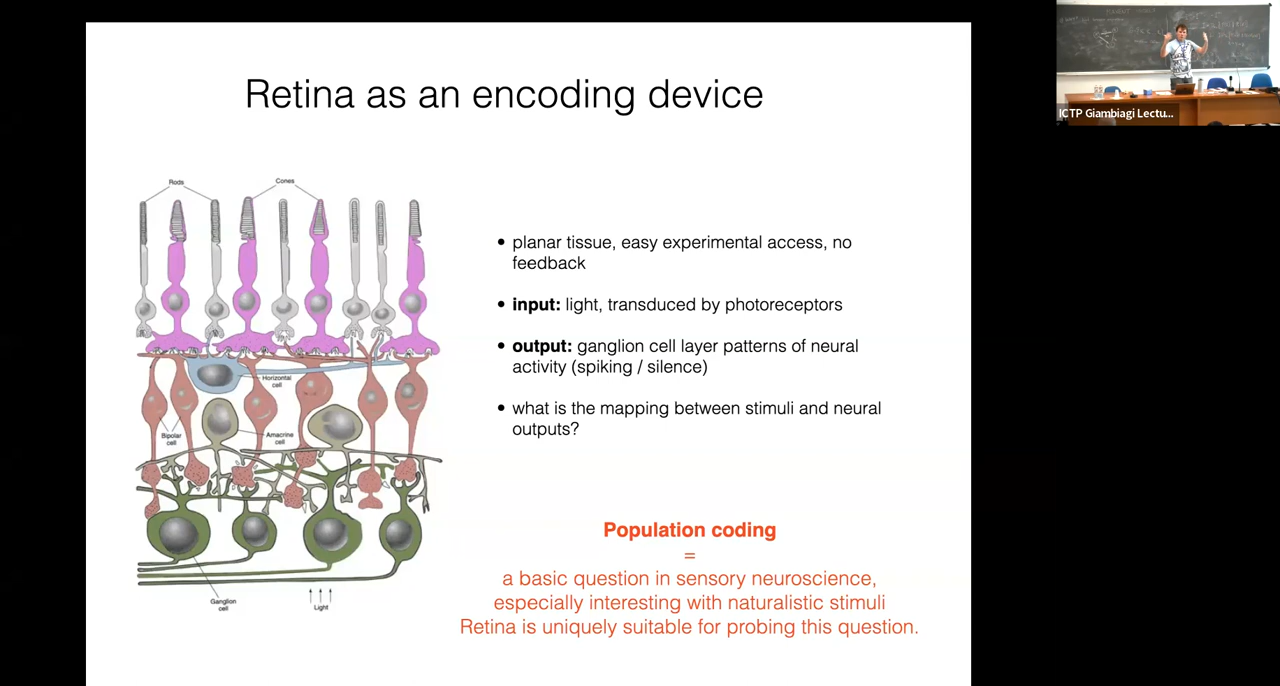 Retina as an encoding device
Rods
Cones
Horizontal
cell
Bipolar
cell
Amacrine
cell
Ganglion
cell
Light
• planar tissue, easy experimental access, no
feedback
• input: light, transduced by photoreceptors
• output: ganglion cell layer patterns of neural
activity (spiking / silence)
• what is the mapping between stimuli and neural
outputs?
Population coding
=
a basic question in sensory neuroscience,
especially interesting with naturalistic stimuli
Retina is uniquely suitable for probing this question.
ICTP Giambiagi Lectu...